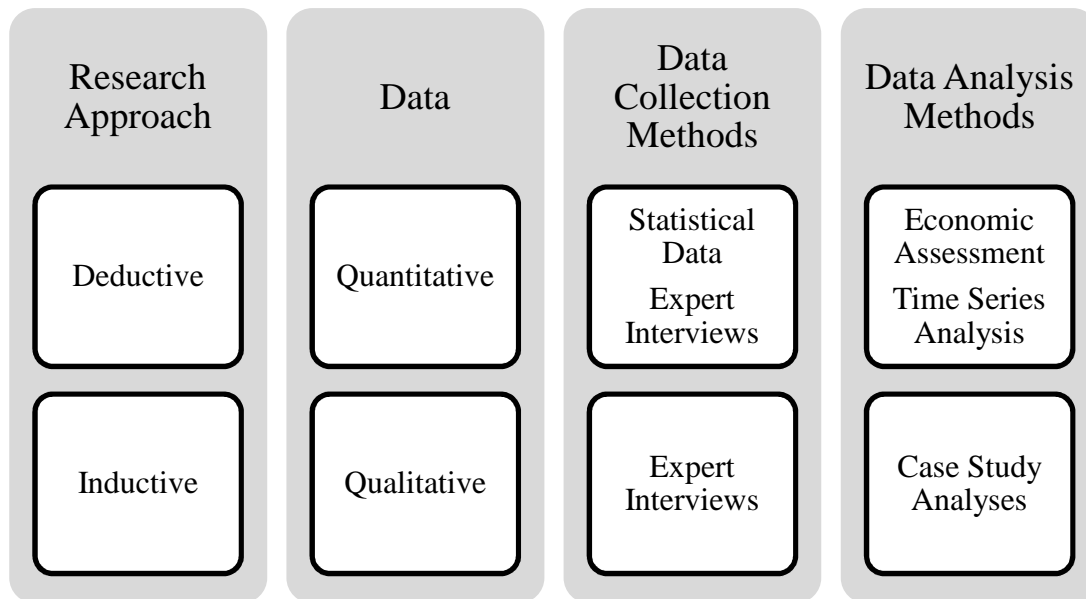 Research
Approach
Deductive
Inductive
Data
Quantitative
Qualitative
Data
Collection
Methods
Statistical
Data
Expert
Interviews
Expert
Interviews
Data Analysis
Methods
Economic
Assessment
Time Series
Analysis
Case Study
Analyses